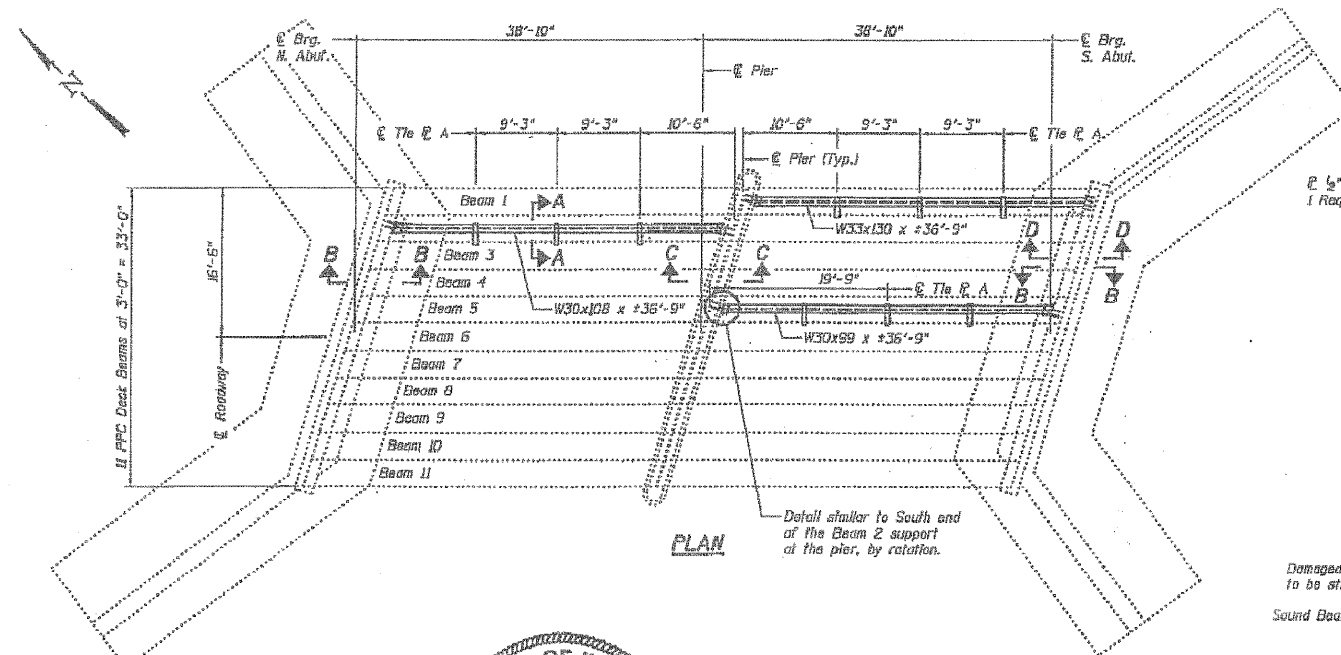 38'-10"
38'-10"
℄ Brg.
N. Abut.
℄ Brg.
S. Abut.
℄ Pier
N
℄ Tie ℙ A
9'-3"
9'-3"
10'-6"
10'-6"
9'-3"
9'-3"
℄ Tie ℙ A
℄ Pier (Typ.)
1 Req
Beam 1
A
W33x130 x ±36'-9"
Beam 3
A
B
B
C
C
D
D
B
B
Beam 4
19'-9"
℄ Tie ℙ A
Beam 5
W30x108 x ±36'-9"
W30x99 x ±36'-9"
Beam 6
Beam 7
Beam 8
Beam 9
Beam 10
Beam 11
11 PPC Deck Beams at 3'-0" = 33'-0"
16'-6"
℄ Roadway
Detail similar to South end
of the Beam 2 support
at the pier, by rotation.
PLAN
Damaged
to be
Sound Bea